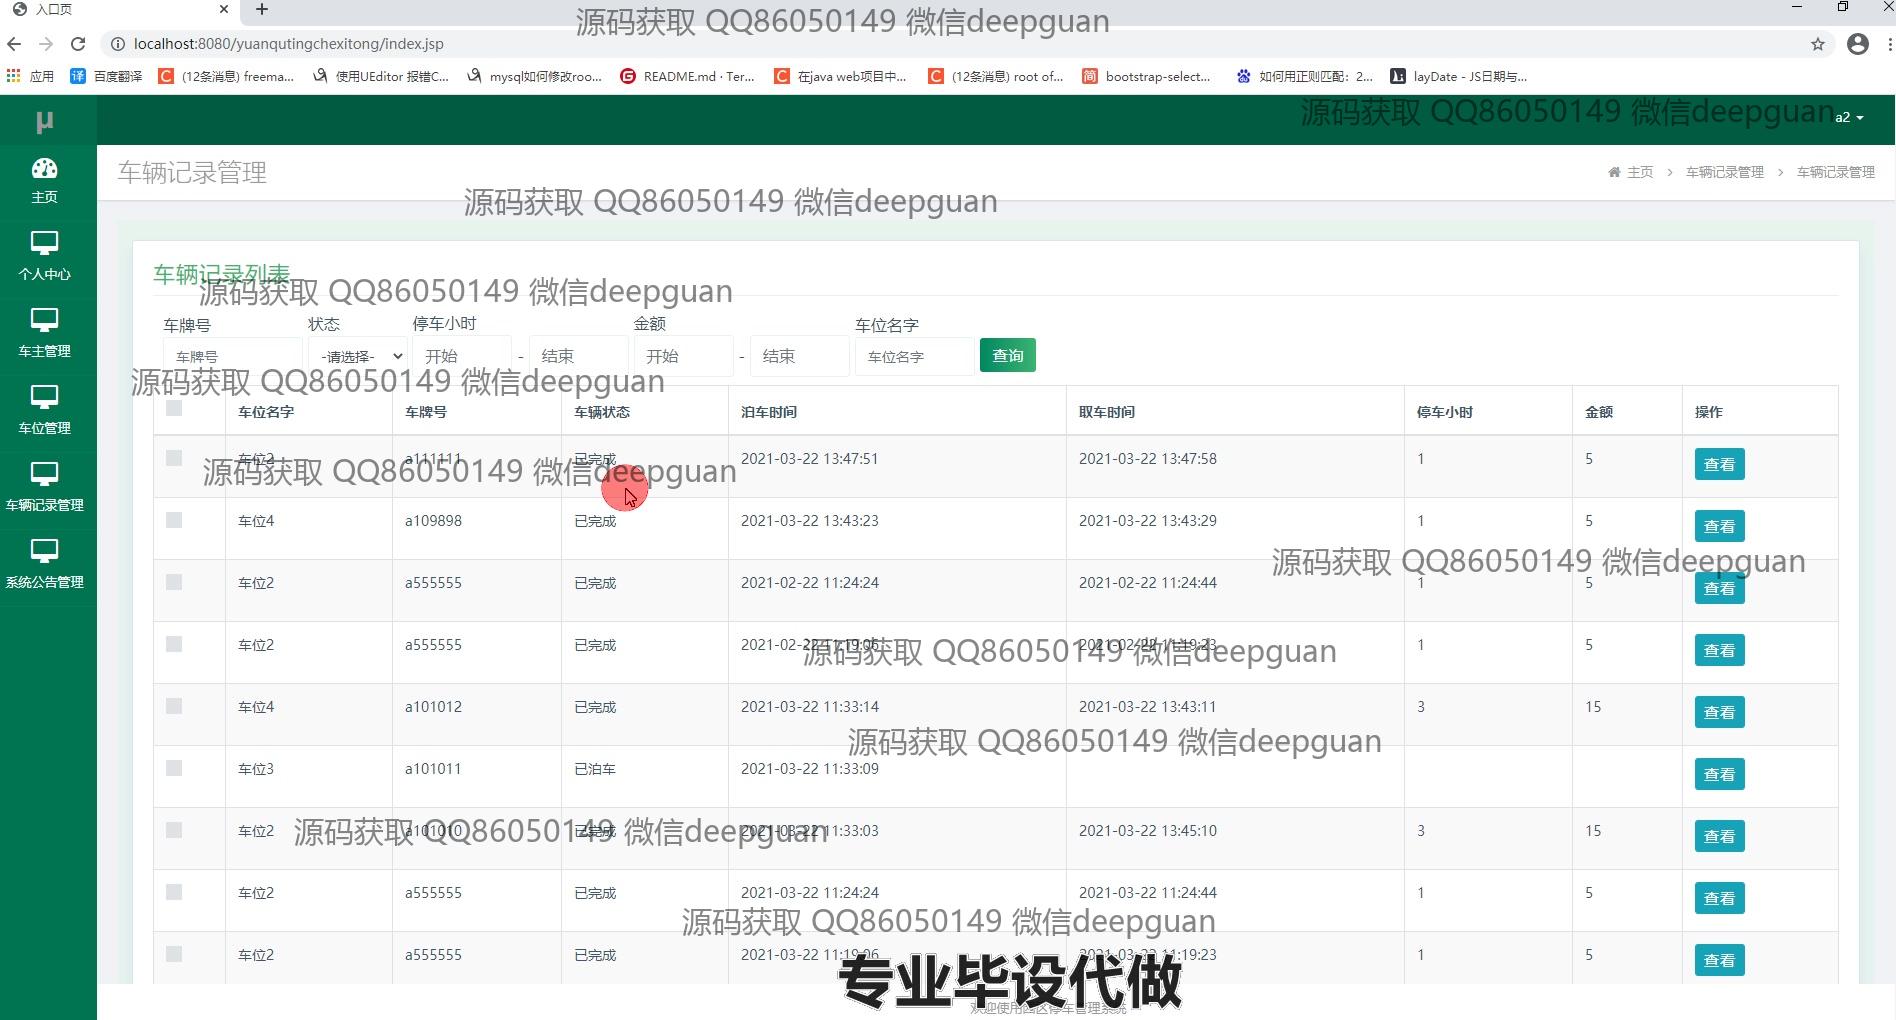 入口页
源码获取 QQ86050149 微信deepguan
localhost:8080/yuanqutingchexitong/index.jsp
应用 百度翻译 (12条消息) freema... 使用UEditor 报错C... mysql如何修改roo... README.md · Ter... 在java web项目中... (12条消息) root of... bootstrap-select... 如何用正则匹配：2... layDate - JS日期与...
源码获取 QQ86050149 微信deepguan
μ
a2
车辆记录管理
主页 > 车辆记录管理 > 车辆记录管理
源码获取 QQ86050149 微信deepguan
主页
个人中心
车主管理
车位管理
车辆记录管理
系统公告管理
车辆记录列表
源码获取 QQ86050149 微信deepguan
车牌号 状态 停车小时 金额 车位名字
车牌号 -请选择- 开始 - 结束 开始 - 结束 车位名字 查询
源码获取 QQ86050149 微信deepguan
车位名字 车牌号 车辆状态 泊车时间 取车时间 停车小时 金额 操作
车位2 a111111 已完成 2021-03-22 13:47:51 2021-03-22 13:47:58 1 5 查看
源码获取 QQ86050149 微信deepguan
车位4 a109898 已完成 2021-03-22 13:43:23 2021-03-22 13:43:29 1 5 查看
源码获取 QQ86050149 微信deepguan
车位2 a555555 已完成 2021-02-22 11:24:24 2021-02-22 11:24:44 1 5 查看
车位2 a555555 已完成 2021-02-22 11:19:06 2021-02-22 11:19:23 1 5 查看
源码获取 QQ86050149 微信deepguan
车位4 a101012 已完成 2021-03-22 11:33:14 2021-03-22 13:43:11 3 15 查看
源码获取 QQ86050149 微信deepguan
车位3 a101011 已泊车 2021-03-22 11:33:09 查看
车位2 a101010 已完成 2021-03-22 11:33:03 2021-03-22 13:45:10 3 15 查看
源码获取 QQ86050149 微信deepguan
车位2 a555555 已完成 2021-03-22 11:24:24 2021-03-22 11:24:44 1 5 查看
源码获取 QQ86050149 微信deepguan
车位2 a555555 已完成 2021-03-22 11:19:06 2021-03-22 11:19:23 1 5 查看
专业毕设代做
欢迎使用园区停车管理系统